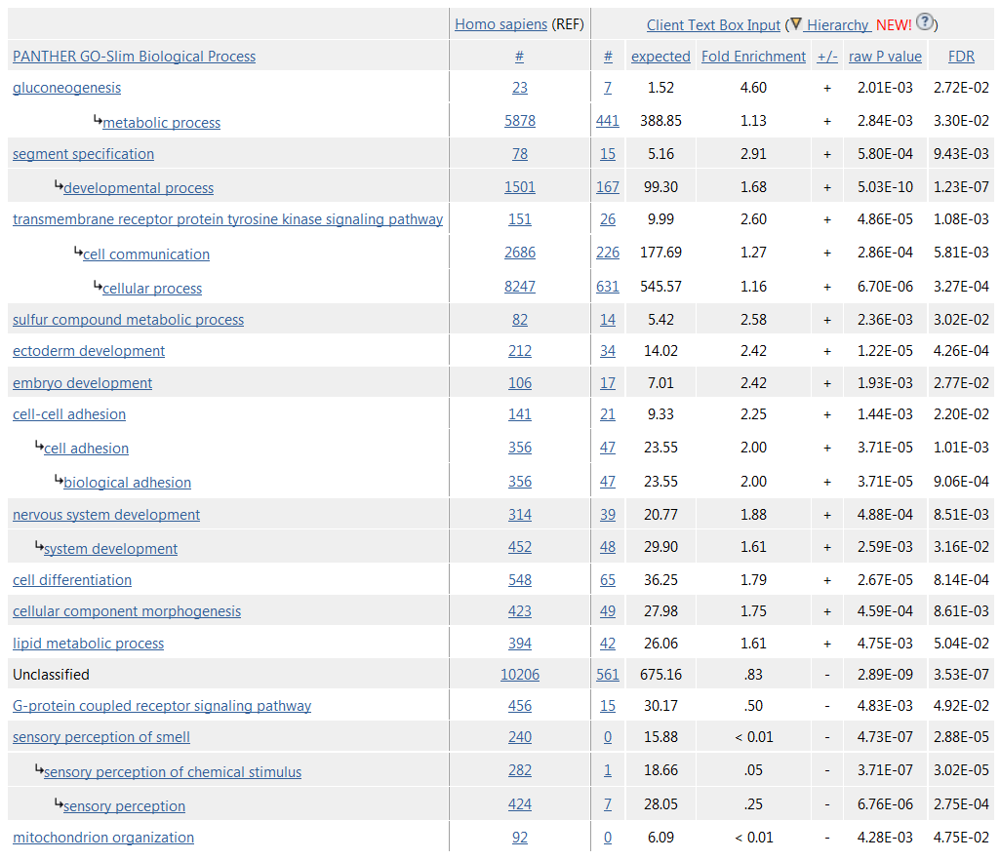 Homo sapiens (REF) Client Text Box Input (▼ Hierarchy NEW! ?)
PANTHER GO-Slim Biological Process # # expected Fold Enrichment +/- raw P value FDR
gluconeogenesis 23 7 1.52 4.60 + 2.01E-03 2.72E-02
↳metabolic process 5878 441 388.85 1.13 + 2.84E-03 3.30E-02
segment specification 78 15 5.16 2.91 + 5.80E-04 9.43E-03
↳developmental process 1501 167 99.30 1.68 + 5.03E-10 1.23E-07
transmembrane receptor protein tyrosine kinase signaling pathway 151 26 9.99 2.60 + 4.86E-05 1.08E-03
↳cell communication 2686 226 177.69 1.27 + 2.86E-04 5.81E-03
↳cellular process 8247 631 545.57 1.16 + 6.70E-06 3.27E-04
sulfur compound metabolic process 82 14 5.42 2.58 + 2.36E-03 3.02E-02
ectoderm development 212 34 14.02 2.42 + 1.22E-05 4.26E-04
embryo development 106 17 7.01 2.42 + 1.93E-03 2.77E-02
cell-cell adhesion 141 21 9.33 2.25 + 1.44E-03 2.20E-02
↳cell adhesion 356 47 23.55 2.00 + 3.71E-05 1.01E-03
↳biological adhesion 356 47 23.55 2.00 + 3.71E-05 9.06E-04
nervous system development 314 39 20.77 1.88 + 4.88E-04 8.51E-03
↳system development 452 48 29.90 1.61 + 2.59E-03 3.16E-02
cell differentiation 548 65 36.25 1.79 + 2.67E-05 8.14E-04
cellular component morphogenesis 423 49 27.98 1.75 + 4.59E-04 8.61E-03
lipid metabolic process 394 42 26.06 1.61 + 4.75E-03 5.04E-02
Unclassified 10206 561 675.16 .83 - 2.89E-09 3.53E-07
G-protein coupled receptor signaling pathway 456 15 30.17 .50 - 4.83E-03 4.92E-02
sensory perception of smell 240 0 15.88 < 0.01 - 4.73E-07 2.88E-05
↳sensory perception of chemical stimulus 282 1 18.66 .05 - 3.71E-07 3.02E-05
↳sensory perception 424 7 28.05 .25 - 6.76E-06 2.75E-04
mitochondrion organization 92 0 6.09 < 0.01 - 4.28E-03 4.75E-02